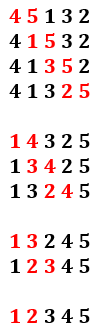 4 5 1 3 2
4 1 5 3 2
4 1 3 5 2
4 1 3 2 5

1 4 3 2 5
1 3 4 2 5
1 3 2 4 5

1 3 2 4 5
1 2 3 4 5

1 2 3 4 5